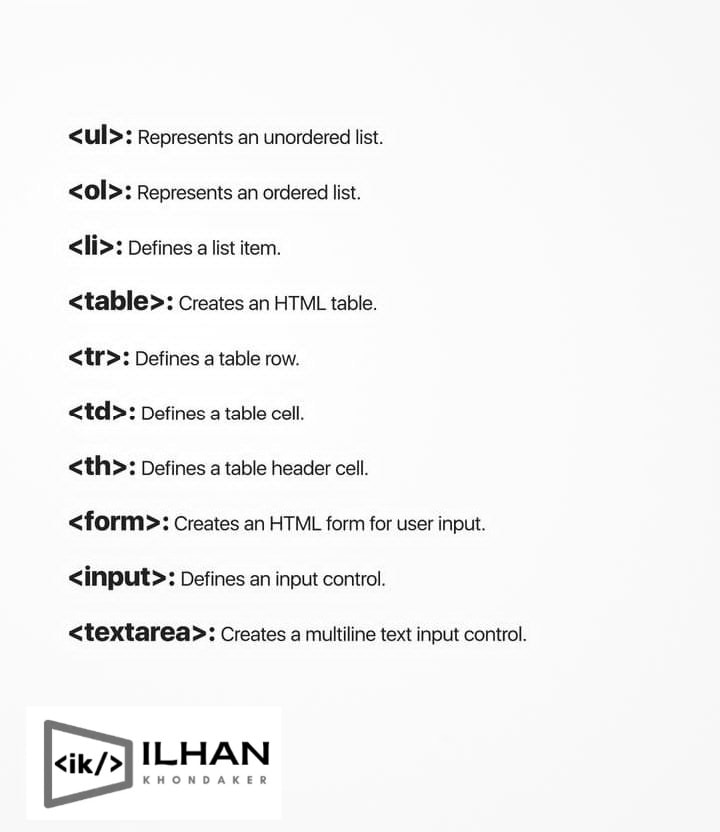 <ul>: Represents an unordered list.
<ol>: Represents an ordered list.
<li>: Defines a list item.
<table>: Creates an HTML table.
<tr>: Defines a table row.
<td>: Defines a table cell.
<th>: Defines a table header cell.
<form>: Creates an HTML form for user input.
<input>: Defines an input control.
<textarea>: Creates a multiline text input control.
<ik/> ILHAN
KHONDAKER